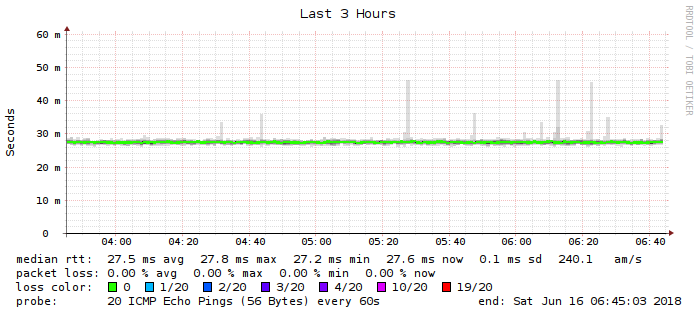 Last 3 Hours
RRDTOOL / TOBI OETIKER
Seconds
60 m
50 m
40 m
30 m
20 m
10 m
0
04:00 04:20 04:40 05:00 05:20 05:40 06:00 06:20 06:40
median rtt: 27.5 ms avg 27.8 ms max 27.2 ms min 27.6 ms now 0.1 ms sd 240.1 am/s
packet loss: 0.00 % avg 0.00 % max 0.00 % min 0.00 % now
loss color: 0 1/20 2/20 3/20 4/20 10/20 19/20
probe: 20 ICMP Echo Pings (56 Bytes) every 60s end: Sat Jun 16 06:45:03 2018